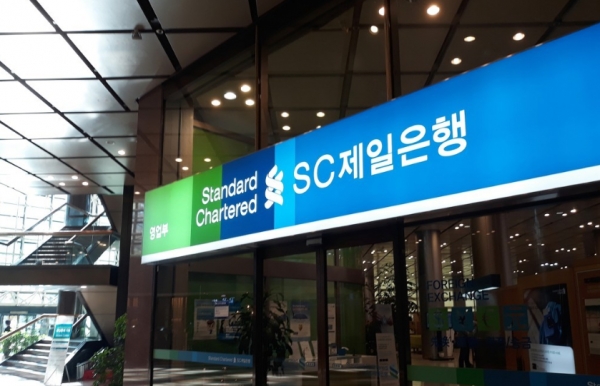 영업부
Standard
Chartered
SC제일은행
FOREIGN
EXCHANGE